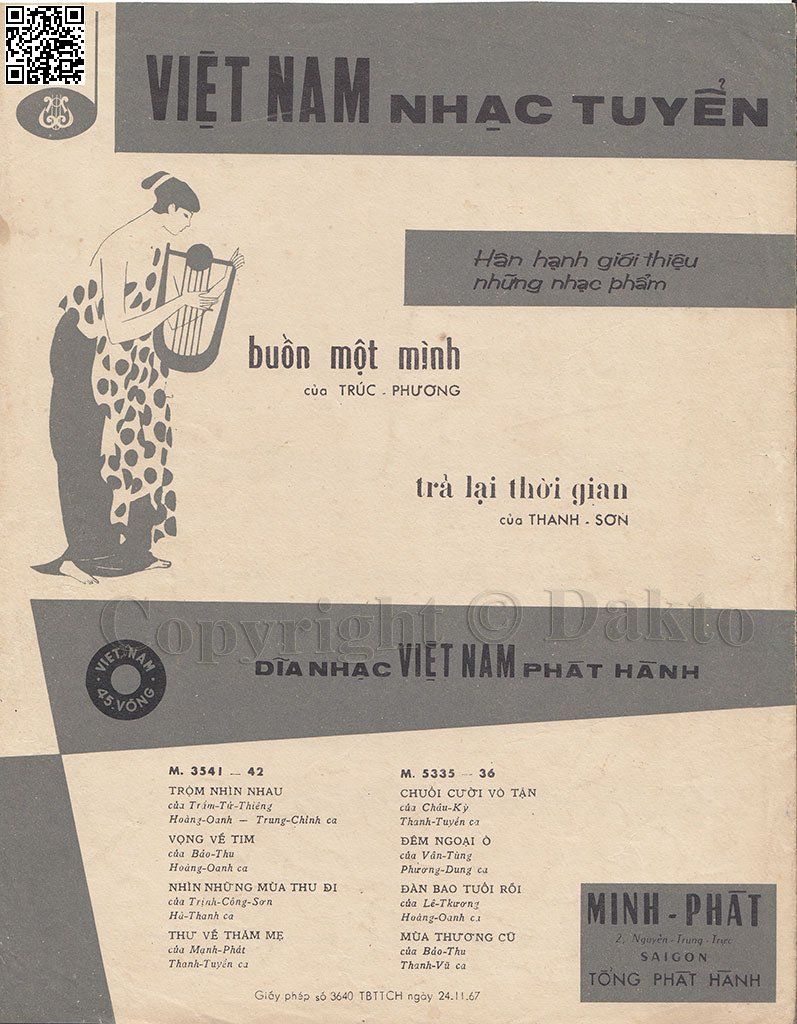 VIỆT NAM NHẠC TUYỂN
Hân hạnh giới thiệu
những nhạc phẩm
buồn một mình
của TRÚC - PHƯƠNG
trả lại thời gian
của THANH - SƠN
Copyright © Dakto
VIỆT NAM
45 VÒNG
DĨA NHẠC VIỆT NAM PHÁT HÀNH
M. 3541 — 42
TRỘM NHÌN NHAU
của Trầm-Tử-Thiêng
Hoàng-Oanh — Trung-Chỉnh ca
VỌNG VỀ TIM
của Bảo-Thu
Hoàng-Oanh ca
NHÌN NHỮNG MÙA THU ĐI
của Trịnh-Công-Sơn
Hà-Thanh ca
THƯ VỀ THĂM MẸ
của Mạnh-Phát
Thanh-Tuyền ca
M. 5335 — 36
CHUỖI CƯỜI VÔ TẬN
của Châu-Kỳ
Thanh-Tuyền ca
ĐÊM NGOẠI Ô
của Vân-Tùng
Phương-Dung ca
ĐÀN BAO TUỔI RỒI
của Lê-Thương
Hoàng-Oanh ca
MÙA THƯƠNG CŨ
của Bảo-Thu
Thanh-Vũ ca
MINH - PHÁT
2, Nguyễn - Trung - Trực
SAIGON
TỔNG PHÁT HÀNH
Giấy phép số 3640 TBTTCH ngày 24.11.67